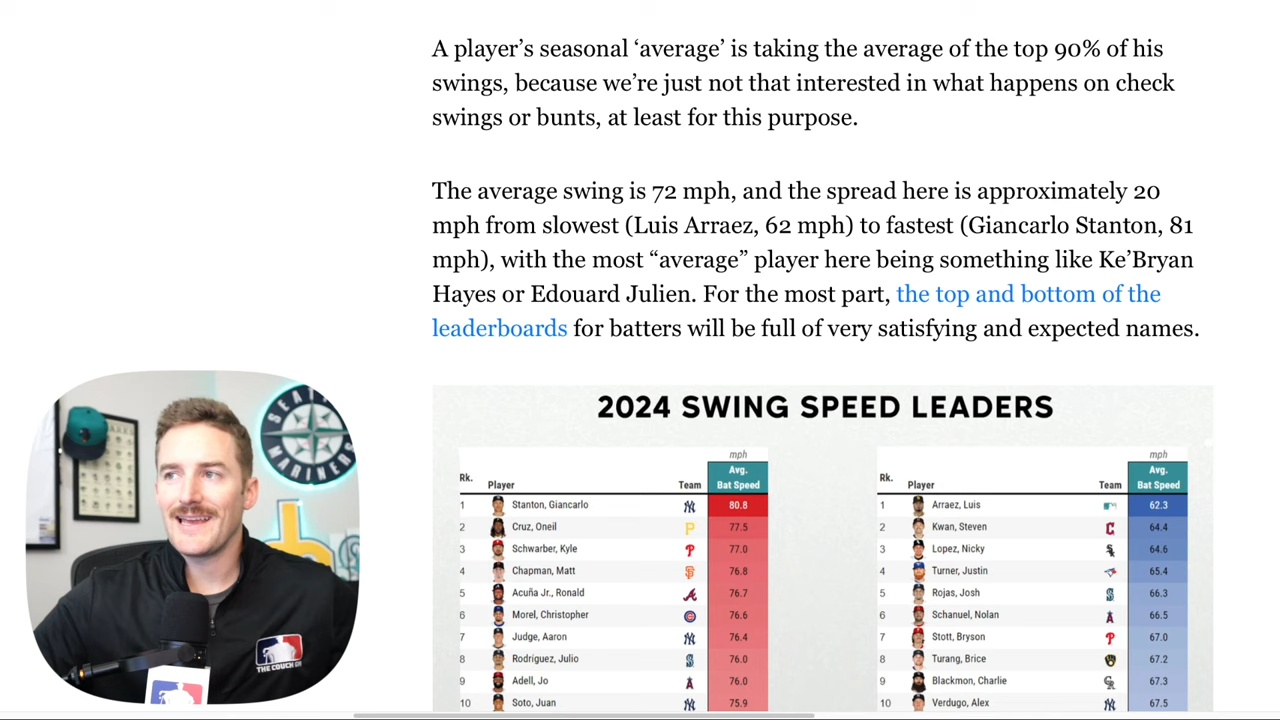 A player’s seasonal ‘average’ is taking the average of the top 90% of his
swings, because we’re just not that interested in what happens on check
swings or bunts, at least for this purpose.
The average swing is 72 mph, and the spread here is approximately 20
mph from slowest (Luis Arraez, 62 mph) to fastest (Giancarlo Stanton, 81
mph), with the most “average” player here being something like Ke’Bryan
Hayes or Edouard Julien. For the most part, the top and bottom of the
leaderboards for batters will be full of very satisfying and expected names.
2024 SWING SPEED LEADERS
mph
Rk. Player Team Avg. Bat Speed
1 Stanton, Giancarlo 80.8
2 Cruz, Oneil 77.5
3 Schwarber, Kyle 77.0
4 Chapman, Matt 76.8
5 Acuña Jr., Ronald 76.7
6 Morel, Christopher 76.6
7 Judge, Aaron 76.4
8 Rodríguez, Julio 76.0
9 Adell, Jo 76.0
10 Soto, Juan 75.9
mph
Rk. Player Team Avg. Bat Speed
1 Arraez, Luis 62.3
2 Kwan, Steven 64.4
3 Lopez, Nicky 64.6
4 Turner, Justin 65.4
5 Rojas, Josh 66.3
6 Schanuel, Nolan 66.5
7 Stott, Bryson 67.0
8 Turang, Brice 67.2
9 Blackmon, Charlie 67.3
10 Verdugo, Alex 67.5
SEATTLE
MARINERS
THE COUCH GM